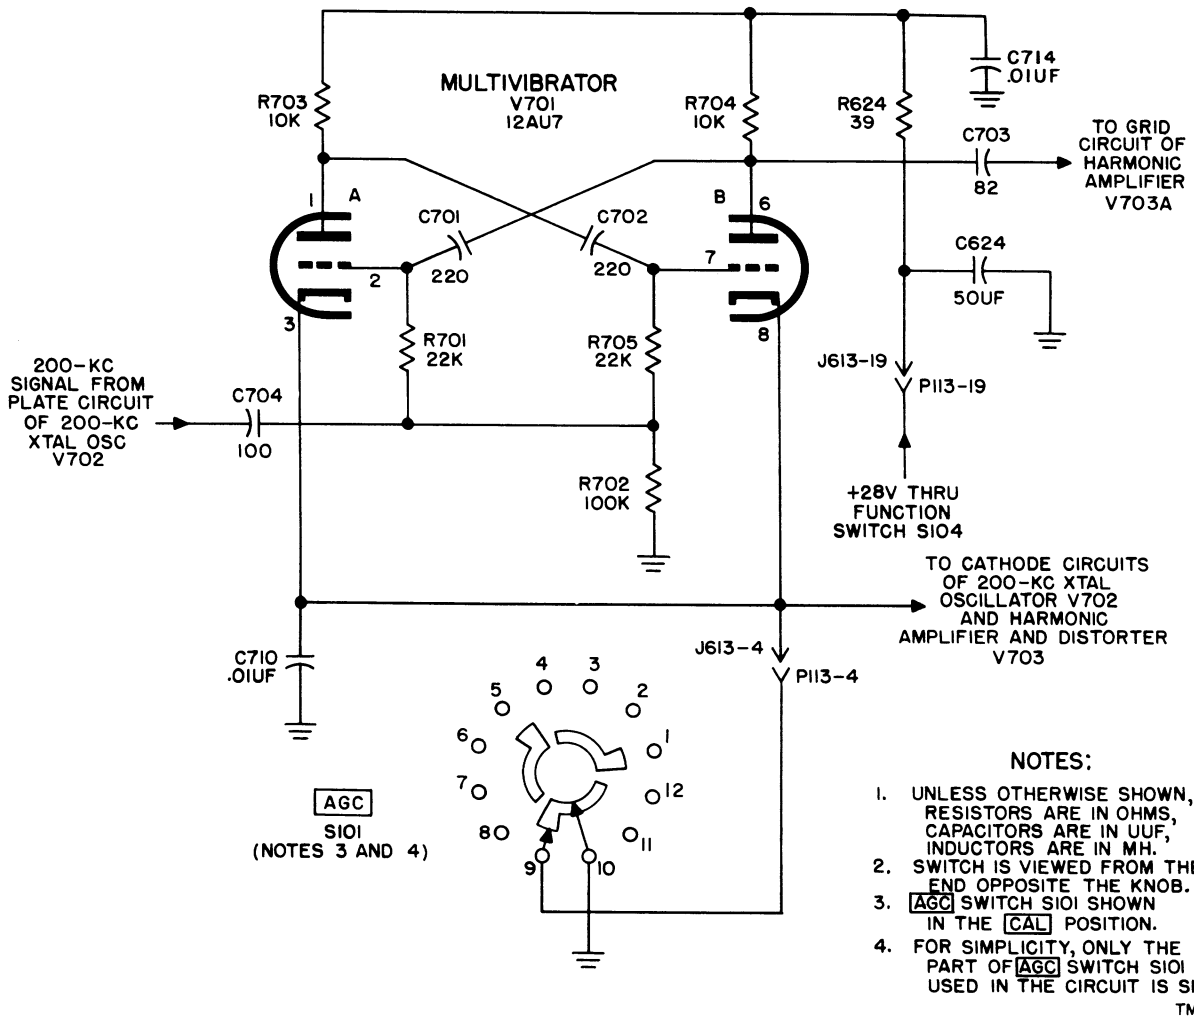 MULTIVIBRATOR
V701
12AU7
R703
10K
R704
10K
R624
39
C714
.01UF
C703
82
TO GRID
CIRCUIT OF
HARMONIC
AMPLIFIER
V703A
1
A
2
3
C701
220
C702
220
B
6
7
8
C624
50UF
R701
22K
R705
22K
J613-19
P113-19
200-KC
SIGNAL FROM
PLATE CIRCUIT
OF 200-KC
XTAL OSC
V702
C704
100
R702
100K
+28V THRU
FUNCTION
SWITCH S104
TO CATHODE CIRCUITS
OF 200-KC XTAL
OSCILLATOR V702
AND HARMONIC
AMPLIFIER AND DISTORTER
V703
C710
.01UF
J613-4
P113-4
4
3
5
2
6
1
7
12
8
11
9
10
AGC
S101
(NOTES 3 AND 4)
NOTES:
1. UNLESS OTHERWISE SHOWN,
RESISTORS ARE IN OHMS,
CAPACITORS ARE IN UUF,
INDUCTORS ARE IN MH.
2. SWITCH IS VIEWED FROM THE
END OPPOSITE THE KNOB.
3. AGC SWITCH S101 SHOWN
IN THE CAL POSITION.
4. FOR SIMPLICITY, ONLY THE
PART OF AGC SWITCH S101
USED IN THE CIRCUIT IS
TM